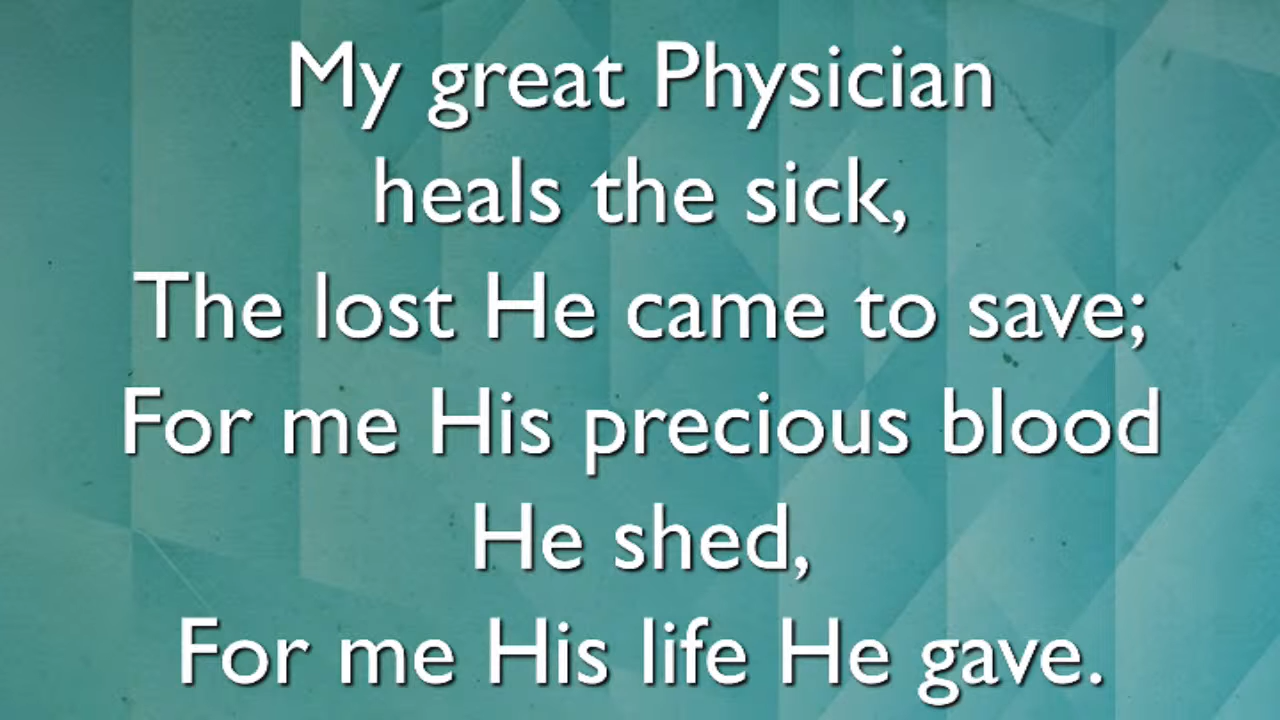 My great Physician
heals the sick,
The lost He came to save;
For me His precious blood
He shed,
For me His life He gave.